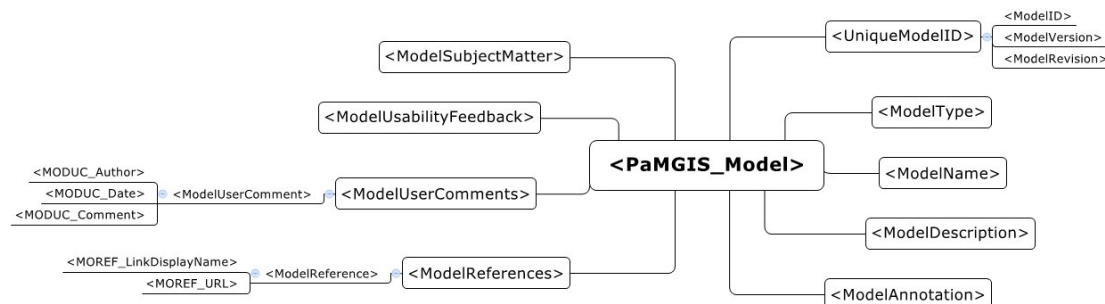 <ModelSubjectMatter>
<ModelUsabilityFeedback>
<MODUC_Author>
<MODUC_Date>
<MODUC_Comment>
<ModelUserComment>
<ModelUserComments>
<MOREF_LinkDisplayName>
<MOREF_URL>
<ModelReference>
<ModelReferences>
<PaMGIS_Model>
<UniqueModelID>
<ModelID>
<ModelVersion>
<ModelRevision>
<ModelType>
<ModelName>
<ModelDescription>
<ModelAnnotation>